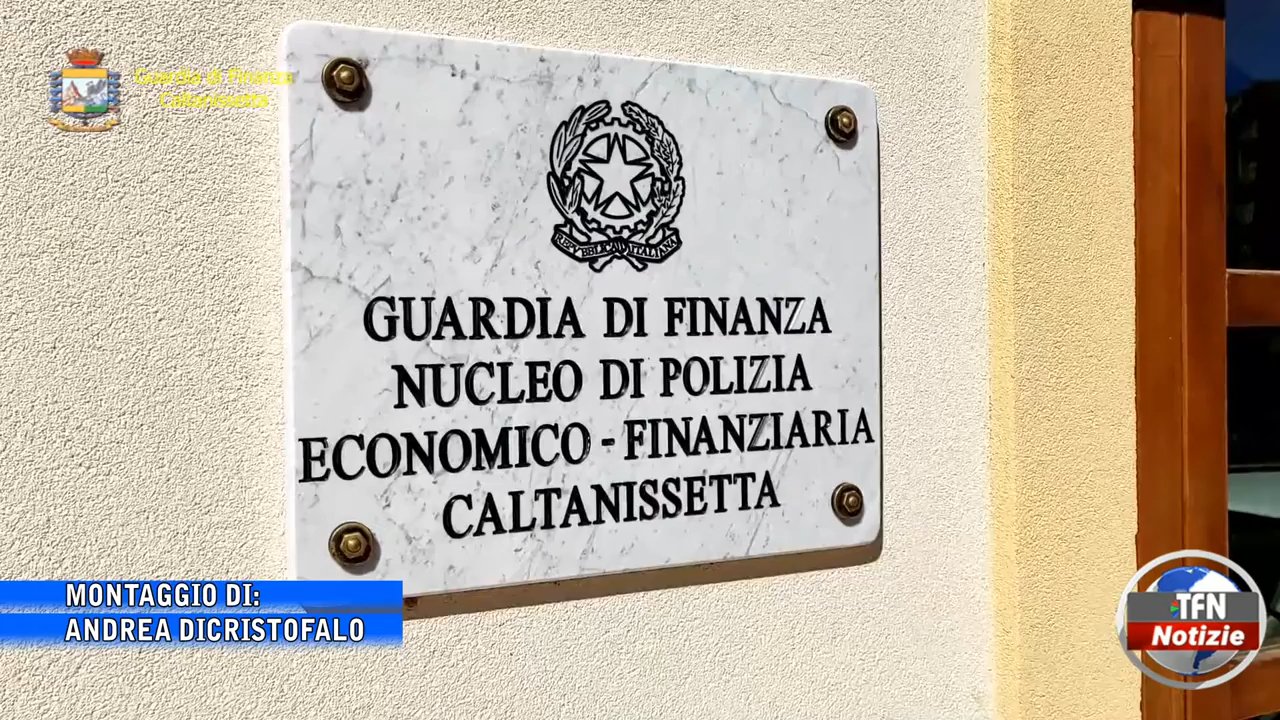 Guardia di Finanza
Caltanissetta
REPVBBLICA ITALIANA
GUARDIA DI FINANZA
NUCLEO DI POLIZIA
ECONOMICO - FINANZIARIA
CALTANISSETTA
MONTAGGIO DI:
ANDREA DICRISTOFALO
TFN
Notizie